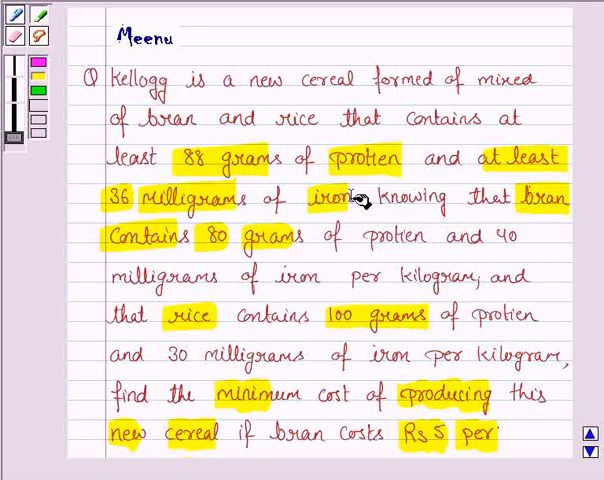 Meenu
Q Kellogg is a new cereal formed of mixed
of bran and rice that contains at
least 88 grams of protien and at least
36 milligrams of iron knowing that bran
contains 80 grams of protien and 40
milligrams of iron per kilogram, and
that rice contains 100 grams of protien
and 30 milligrams of iron per kilogram,
find the minimum cost of producing this
new cereal if bran costs Rs 5 per